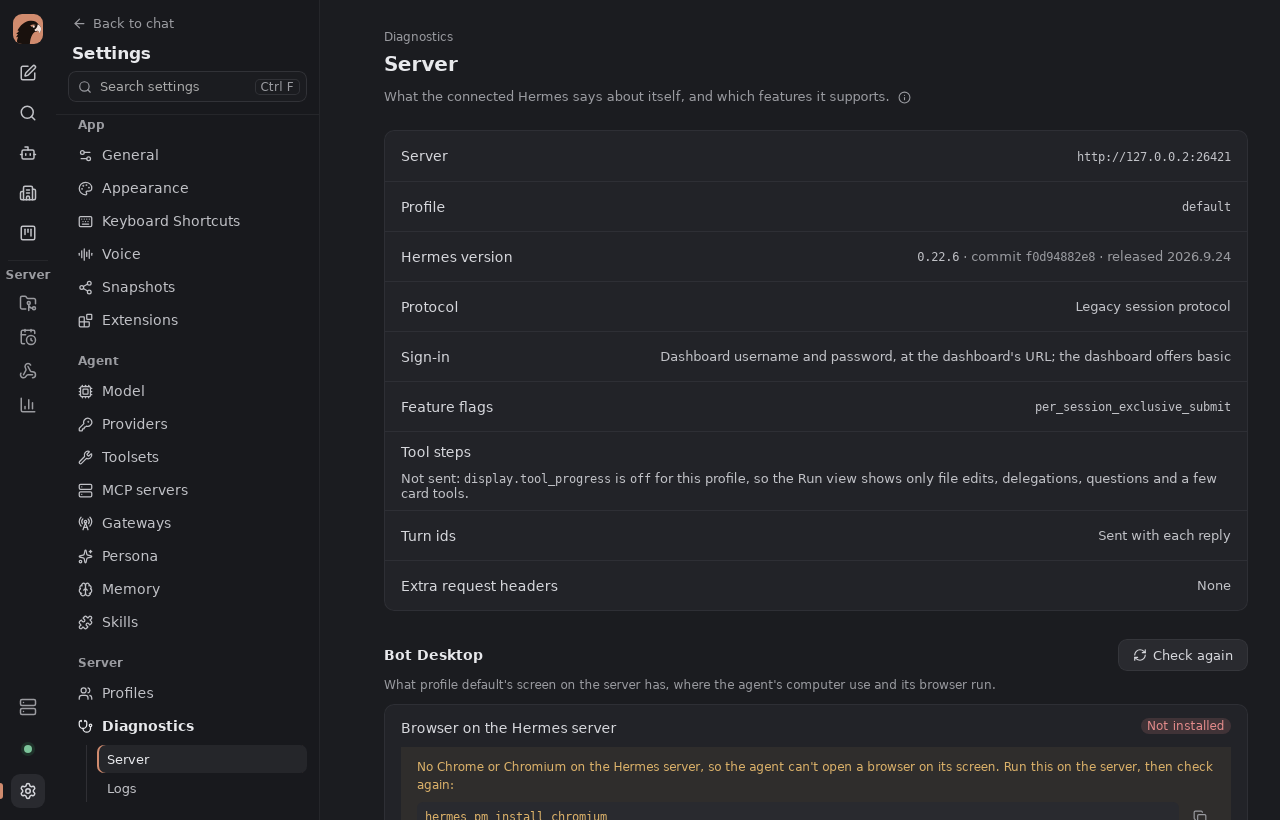 Back to chat
Settings
Search settings
Ctrl F
App
General
Appearance
Keyboard Shortcuts
Voice
Snapshots
Extensions
Agent
Model
Providers
Toolsets
MCP servers
Gateways
Persona
Memory
Skills
Server
Profiles
Diagnostics
Server
Logs
Server
Diagnostics
Server
What the connected Hermes says about itself, and which features it supports.
Server
http://127.0.0.2:26421
Profile
default
Hermes version
0.22.6 · commit f0d94882e8 · released 2026.9.24
Protocol
Legacy session protocol
Sign-in
Dashboard username and password, at the dashboard's URL; the dashboard offers basic
Feature flags
per_session_exclusive_submit
Tool steps
Not sent: display.tool_progress is off for this profile, so the Run view shows only file edits, delegations, questions and a few
card tools.
Turn ids
Sent with each reply
Extra request headers
None
Bot Desktop
Check again
What profile default's screen on the server has, where the agent's computer use and its browser run.
Browser on the Hermes server
Not installed
No Chrome or Chromium on the Hermes server, so the agent can't open a browser on its screen. Run this on the server, then check
again:
hermes pm install chromium